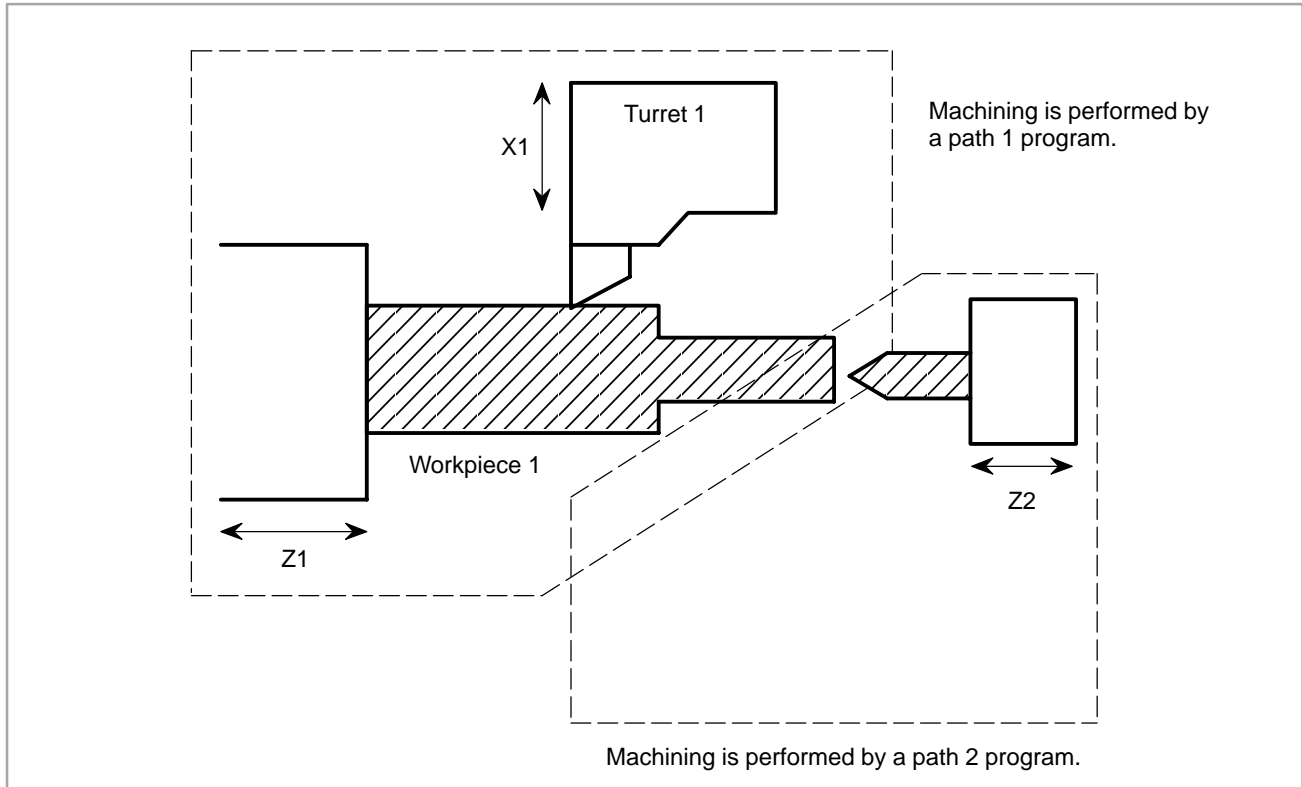 Turret 1
X1
Machining is performed by
a path 1 program.
Workpiece 1
Z1
Z2
Machining is performed by a path 2 program.